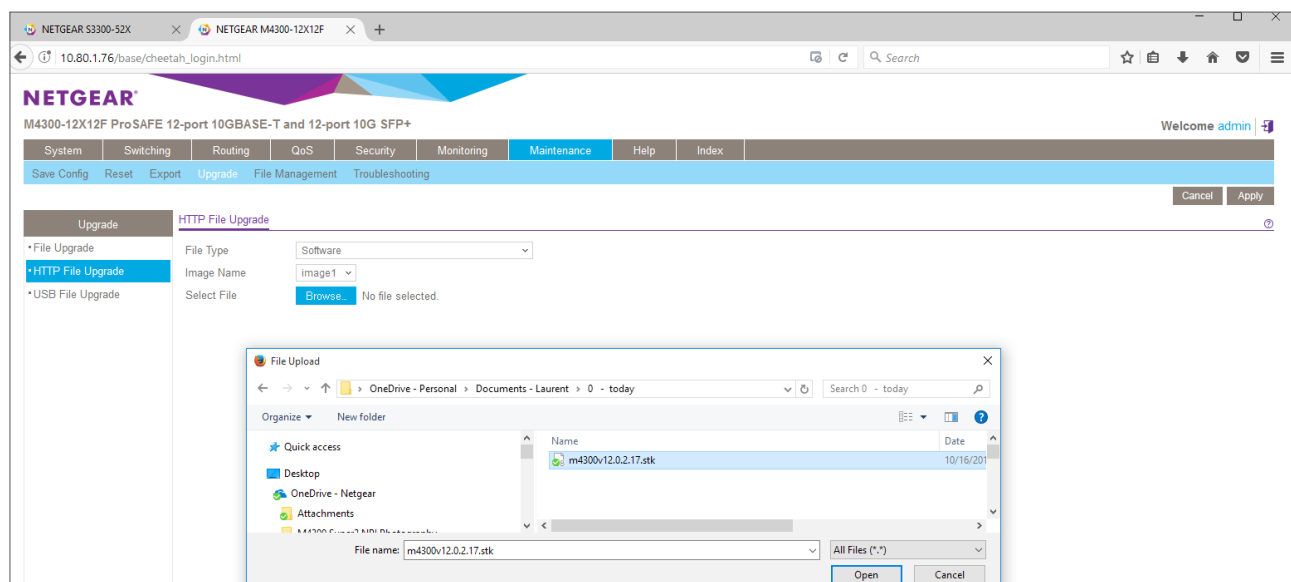 NETGEAR S3300-52X
NETGEAR M4300-12X12F
10.80.1.76/base/cheetah_login.html
Search
NETGEAR®
M4300-12X12F ProSAFE 12-port 10GBASE-T and 12-port 10G SFP+
Welcome admin
System Switching Routing QoS Security Monitoring Maintenance Help Index
Save Config Reset Export Upgrade File Management Troubleshooting
Cancel Apply
Upgrade
•File Upgrade
•HTTP File Upgrade
•USB File Upgrade
HTTP File Upgrade
File Type Software
Image Name image1
Select File Browse... No file selected.
File Upload
OneDrive - Personal > Documents - Laurent > 0 - today
Search 0 - today
Organize New folder
Quick access
Desktop
OneDrive - Netgear
Attachments
Name Date
m4300v12.0.2.17.stk 10/16/201
File name: m4300v12.0.2.17.stk
All Files (*.*)
Open Cancel